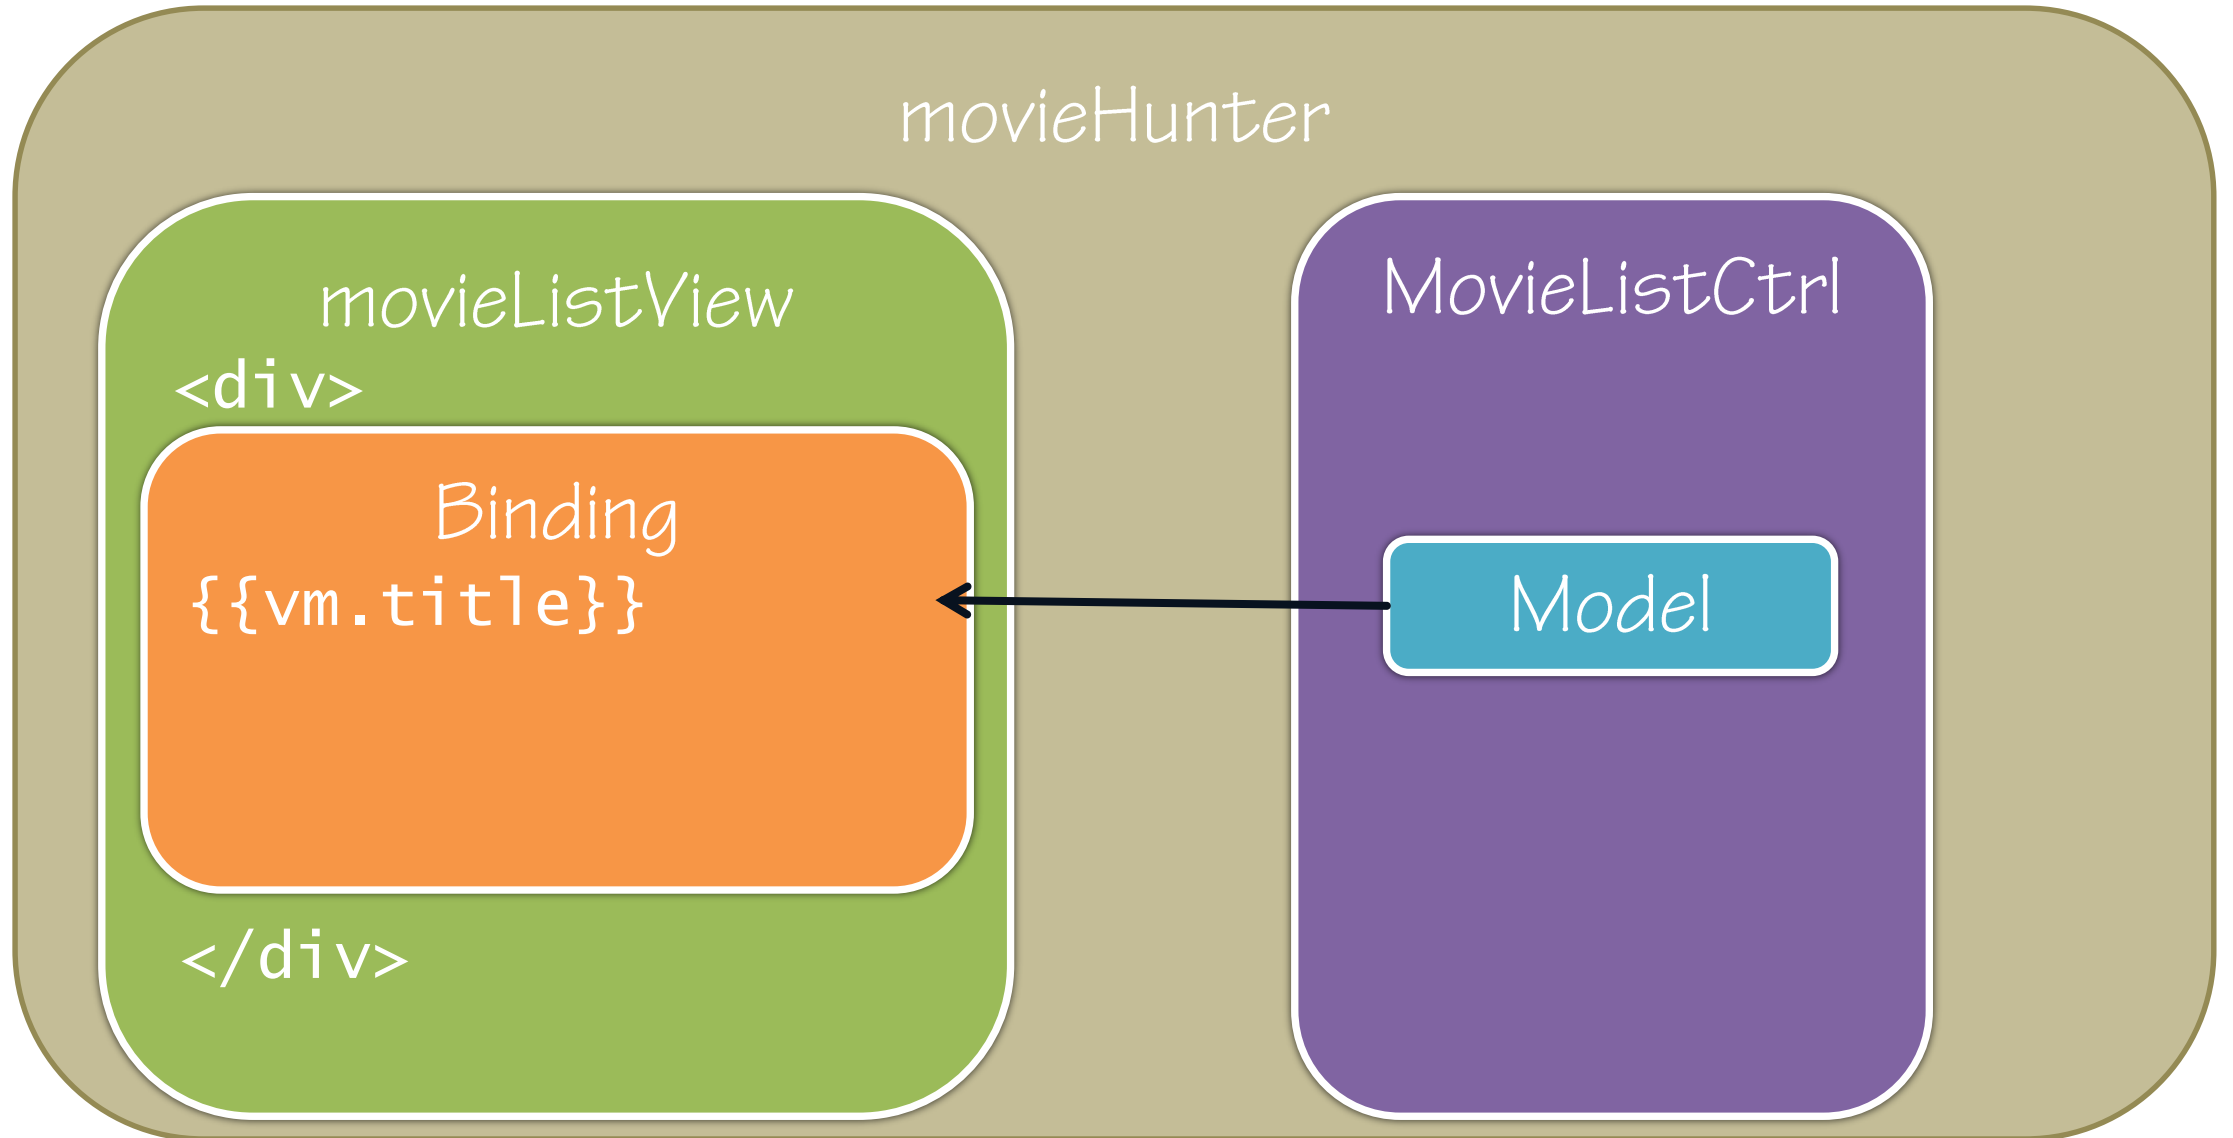 movieHunter
movieListView
<div>
Binding
{{vm.title}}
</div>
MovieListCtrl
Model